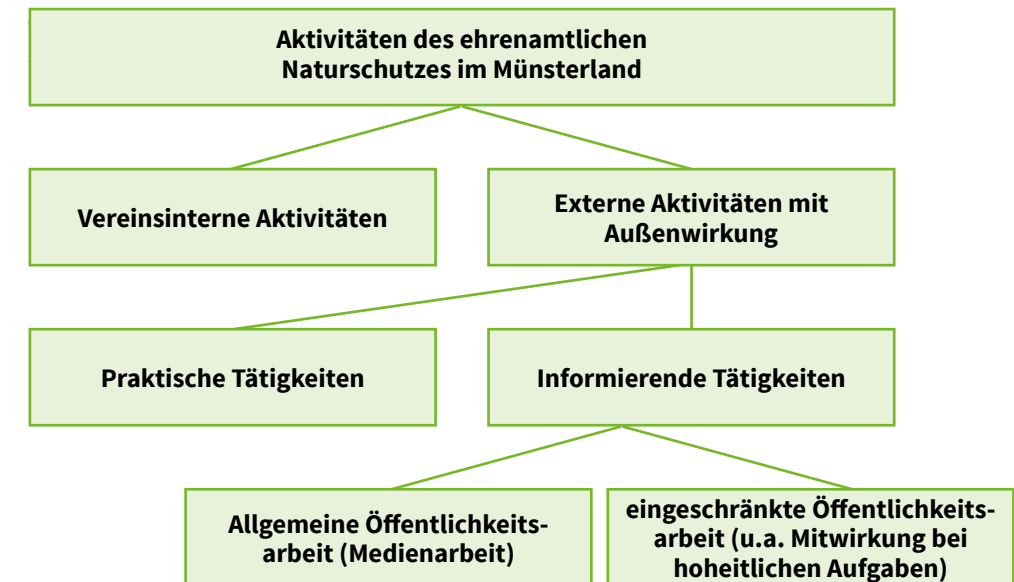 Aktivitäten des ehrenamtlichen
Naturschutzes im Münsterland
Vereinsinterne Aktivitäten
Externe Aktivitäten mit
Außenwirkung
Praktische Tätigkeiten
Informierende Tätigkeiten
Allgemeine Öffentlichkeits-
arbeit (Medienarbeit)
eingeschränkte Öffentlichkeits-
arbeit (u.a. Mitwirkung bei
hoheitlichen Aufgaben)